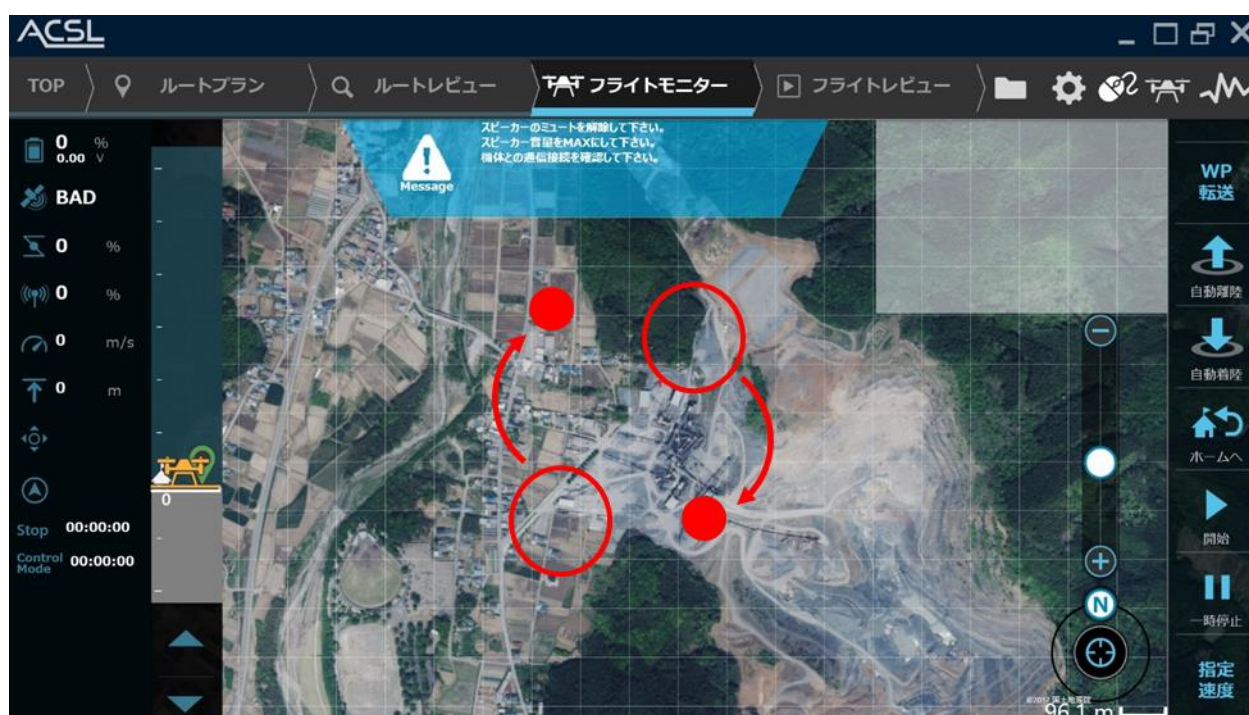 ACSL
TOP
ルートプラン
ルートレビュー
フライトモニター
フライトレビュー
0 %
0.00 V
BAD
0 %
0 %
0 m/s
0 m
Stop 00:00:00
Control Mode 00:00:00
0
スピーカーのミュートを解除して下さい。
スピーカー音量をMAXにして下さい。
機体との通信接続を確認して下さい。
Message
WP
転送
自動離陸
自動着陸
ホームへ
開始
一時停止
指定
速度
N
©2017 国土地理院
96.1 m